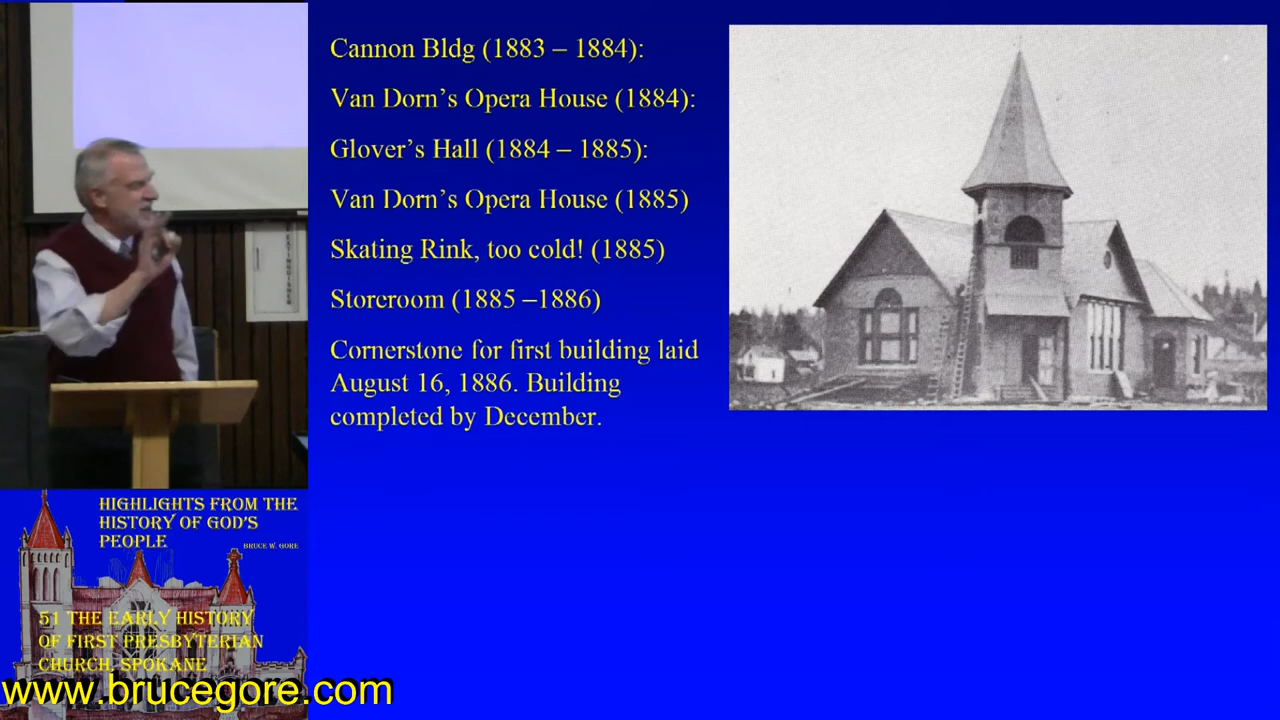 Cannon Bldg (1883 – 1884):
Van Dorn's Opera House (1884):
Glover's Hall (1884 – 1885):
Van Dorn's Opera House (1885)
Skating Rink, too cold! (1885)
Storeroom (1885 –1886)
Cornerstone for first building laid
August 16, 1886. Building
completed by December.
EXTINGUISHER
HIGHLIGHTS FROM THE
HISTORY OF GOD'S
PEOPLE
BRUCE W. GORE
51 THE EARLY HISTORY
OF FIRST PRESBYTERIAN
CHURCH, SPOKANE
www.brucegore.com